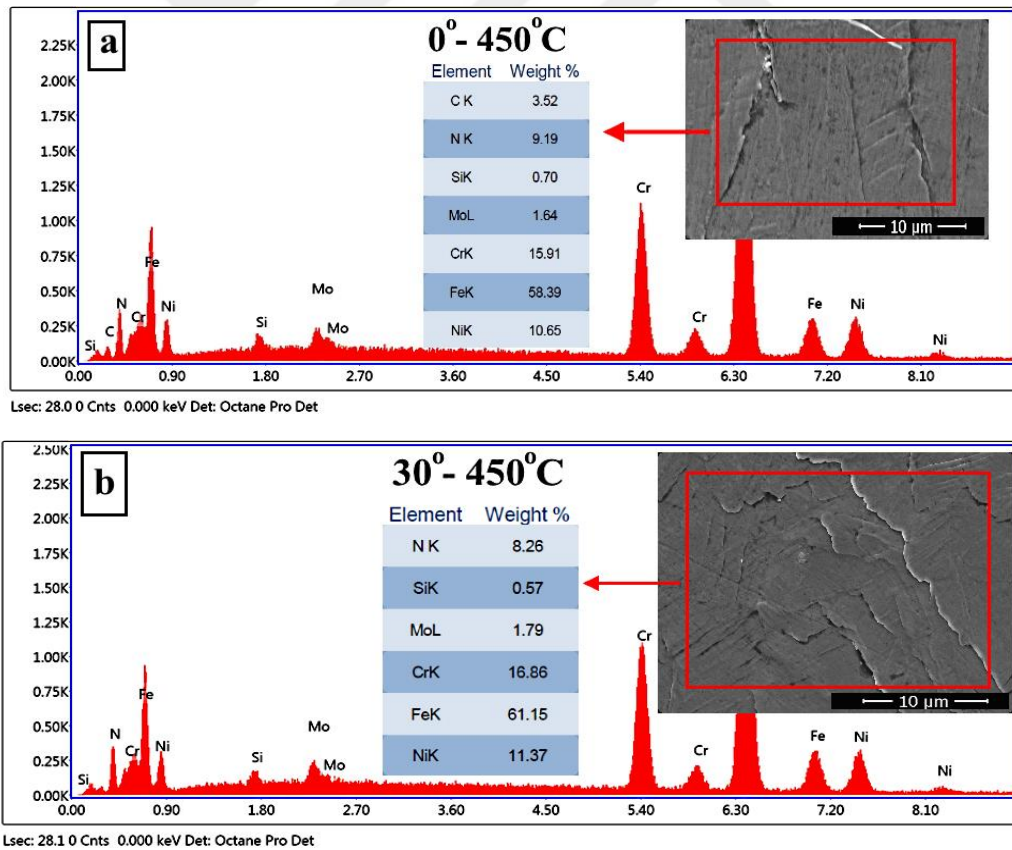 a
0°- 450°C
Element Weight %
C K 3.52
N K 9.19
SiK 0.70
MoL 1.64
CrK 15.91
FeK 58.39
NiK 10.65
10 μm
2.25K
2.00K
1.75K
1.50K
1.25K
1.00K
0.75K
0.50K
0.25K
0.00K
Si
C
N
Cr
Fe
Ni
Si
Mo
Mo
Cr
Cr
Fe
Ni
Ni
0.00 0.90 1.80 2.70 3.60 4.50 5.40 6.30 7.20 8.10
Lsec: 28.0 0 Cnts 0.000 keV Det: Octane Pro Det
b
30°- 450°C
Element Weight %
N K 8.26
SiK 0.57
MoL 1.79
CrK 16.86
FeK 61.15
NiK 11.37
10 μm
2.50K
2.25K
2.00K
1.75K
1.50K
1.25K
1.00K
0.75K
0.50K
0.25K
0.00K
Si
N
Cr
Fe
Ni
Si
Mo
Mo
Cr
Cr
Fe
Ni
Ni
0.00 0.90 1.80 2.70 3.60 4.50 5.40 6.30 7.20 8.10
Lsec: 28.1 0 Cnts 0.000 keV Det: Octane Pro Det